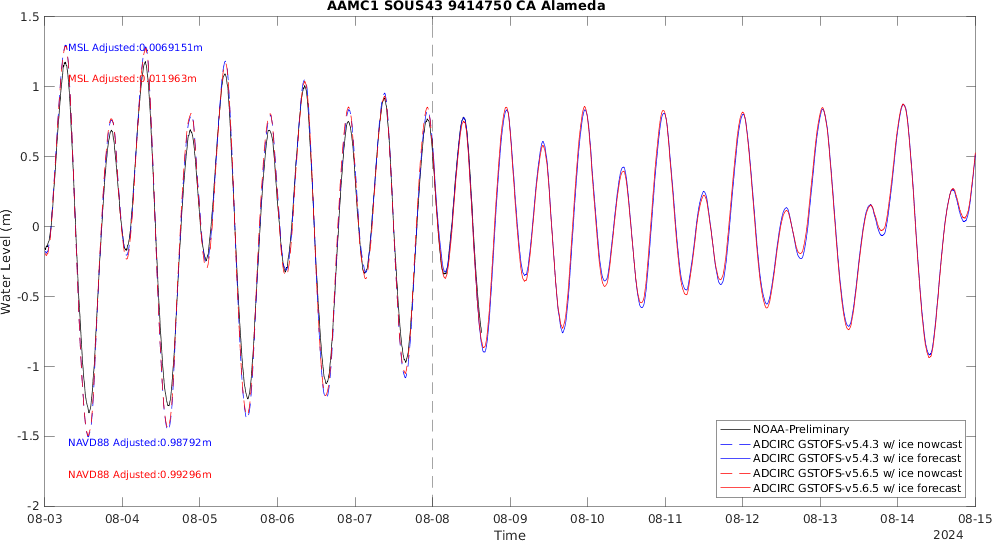 AAMC1 SOUS43 9414750 CA Alameda
1.5
1
0.5
0
-0.5
-1
-1.5
-2
Water Level (m)
MSL Adjusted:0.0069151m
MSL Adjusted:0.011963m
NAVD88 Adjusted:0.98792m
NAVD88 Adjusted:0.99296m
NOAA-Preliminary
ADCIRC GSTOFS-v5.4.3 w/ ice nowcast
ADCIRC GSTOFS-v5.4.3 w/ ice forecast
ADCIRC GSTOFS-v5.6.5 w/ ice nowcast
ADCIRC GSTOFS-v5.6.5 w/ ice forecast
08-03 08-04 08-05 08-06 08-07 08-08 08-09 08-10 08-11 08-12 08-13 08-14 08-15
Time
2024